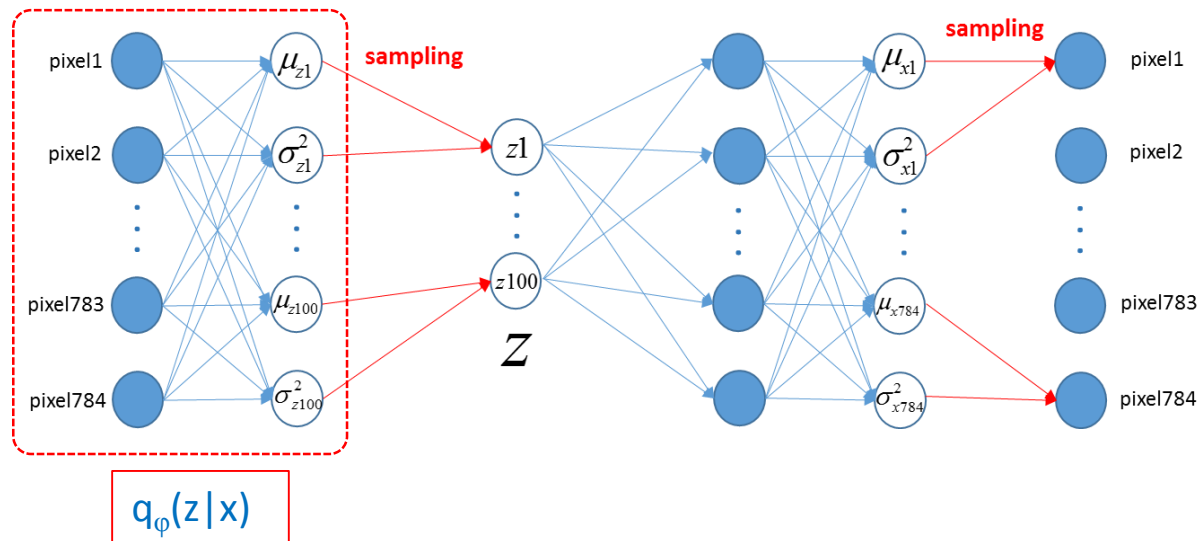 pixel1
pixel2
pixel783
pixel784
μz1
σ²z1
μz100
σ²z100
sampling
z1
z100
z
μx1
σ²x1
μx784
σ²x784
sampling
pixel1
pixel2
pixel783
pixel784
qφ(z|x)